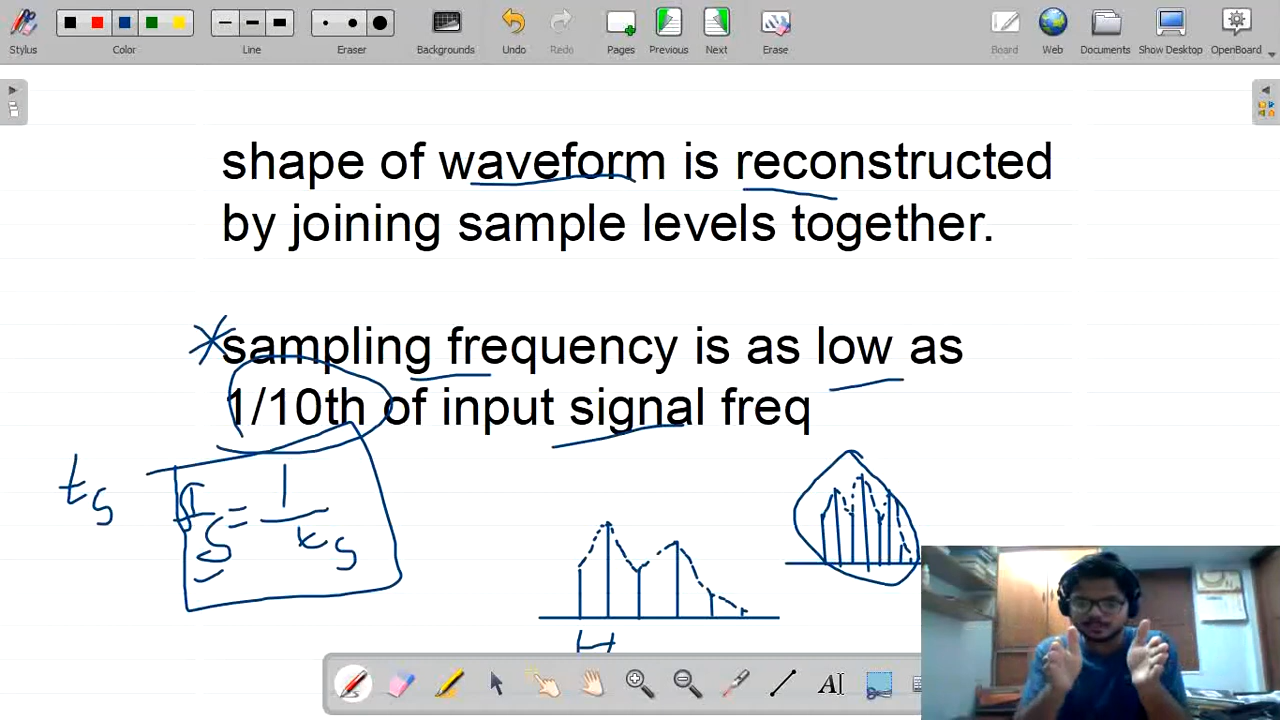 Stylus
Color
Line
Eraser
Backgrounds
Undo
Redo
Pages
Previous
Next
Erase
Board
Web
Documents
Show Desktop
OpenBoard
shape of waveform is reconstructed
by joining sample levels together.
*sampling frequency is as low as
1/10th of input signal freq
ts
fs = 1/ts